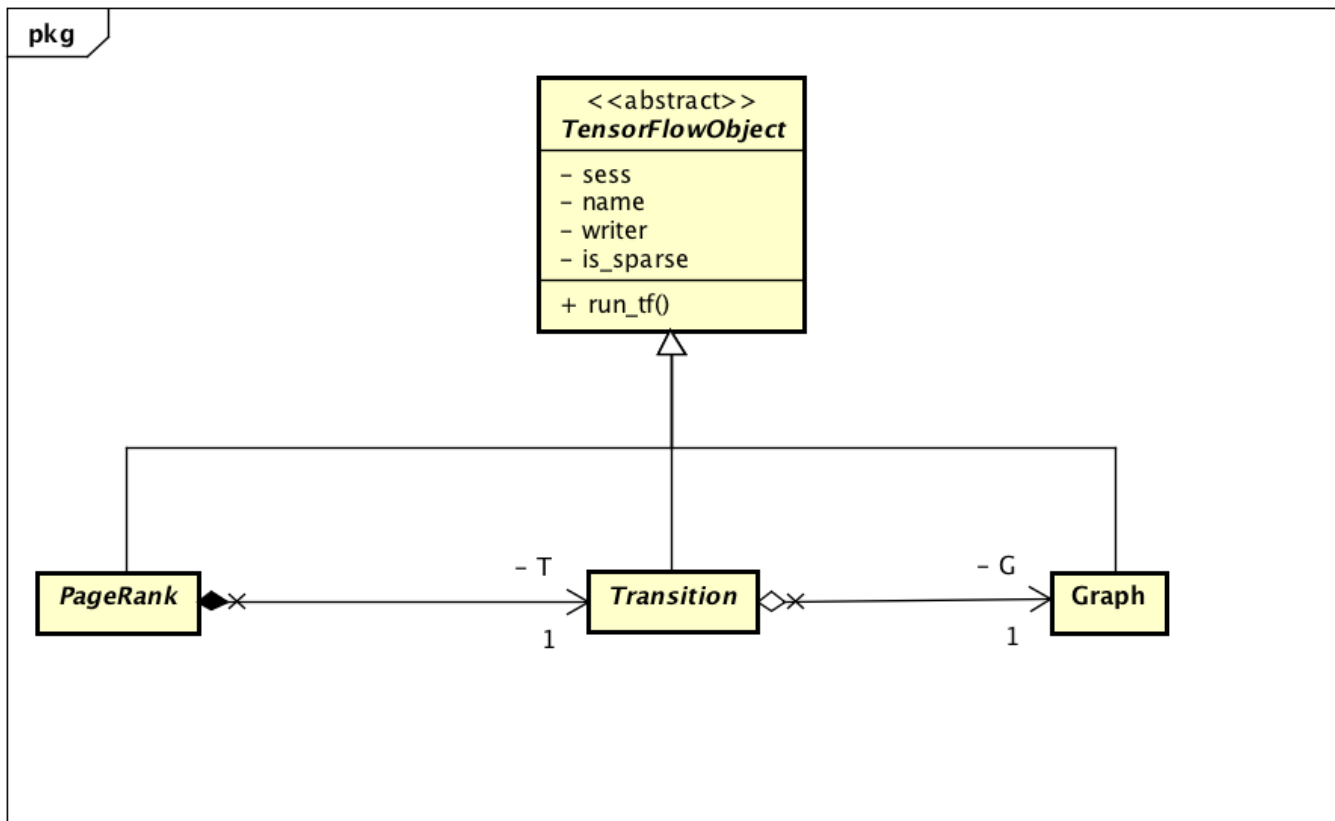 pkg
<<abstract>>
TensorFlowObject
– sess
– name
– writer
– is_sparse
+ run_tf()
– T
– G
PageRank
Transition
Graph
1
1